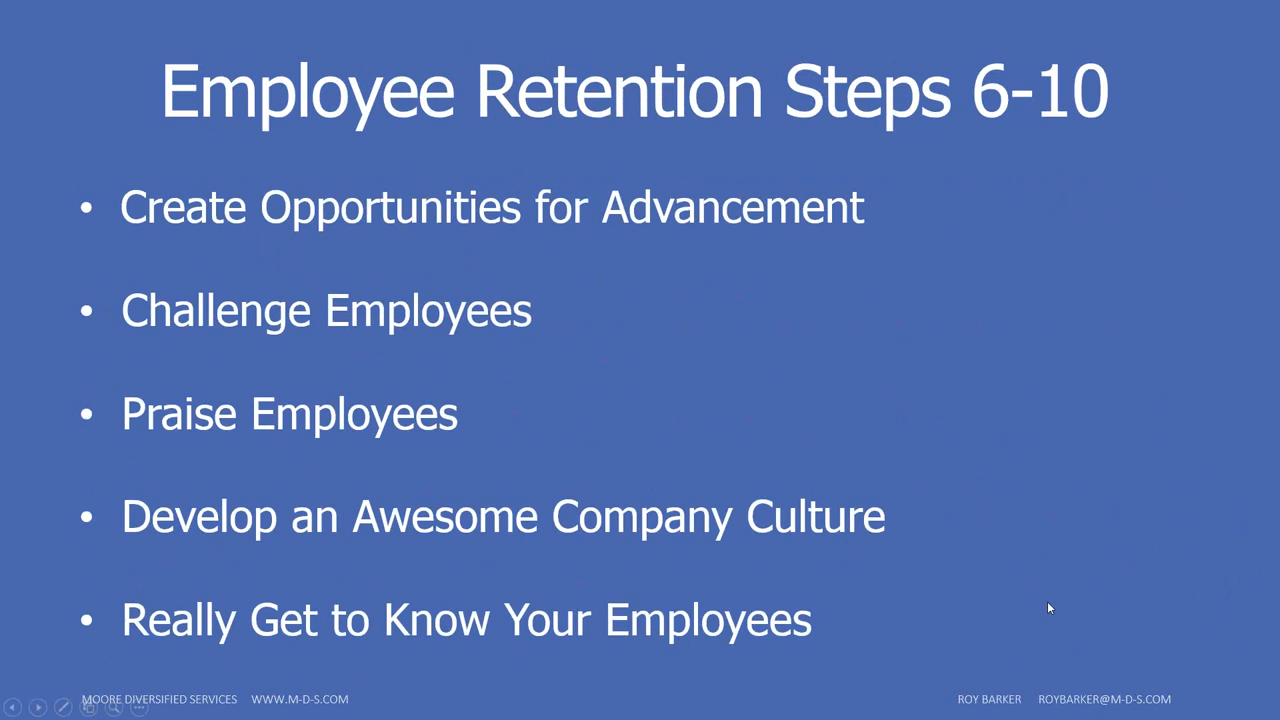 Employee Retention Steps 6-10
• Create Opportunities for Advancement
• Challenge Employees
• Praise Employees
• Develop an Awesome Company Culture
• Really Get to Know Your Employees
MOORE DIVERSIFIED SERVICES WWW.M-D-S.COM
ROY BARKER ROYBARKER@M-D-S.COM